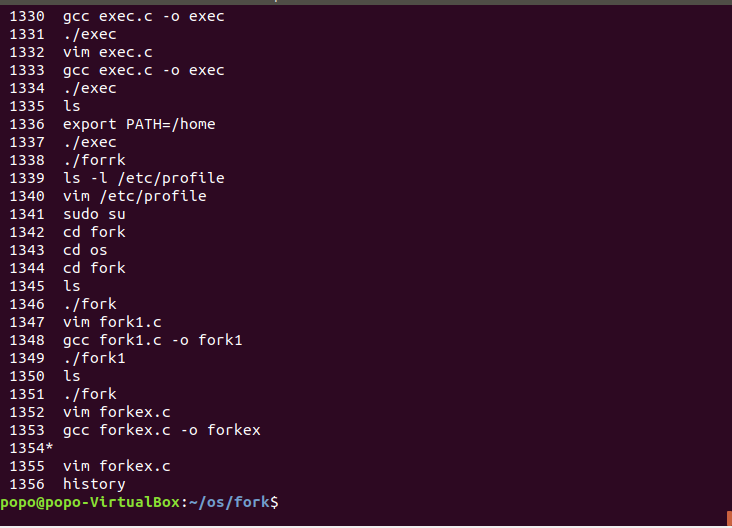 1330  gcc exec.c -o exec
1331  ./exec
1332  vim exec.c
1333  gcc exec.c -o exec
1334  ./exec
1335  ls
1336  export PATH=/home
1337  ./exec
1338  ./forrk
1339  ls -l /etc/profile
1340  vim /etc/profile
1341  sudo su
1342  cd fork
1343  cd os
1344  cd fork
1345  ls
1346  ./fork
1347  vim fork1.c
1348  gcc fork1.c -o fork1
1349  ./fork1
1350  ls
1351  ./fork
1352  vim forkex.c
1353  gcc forkex.c -o forkex
1354*
1355  vim forkex.c
1356  history
popo@popo-VirtualBox:~/os/fork$